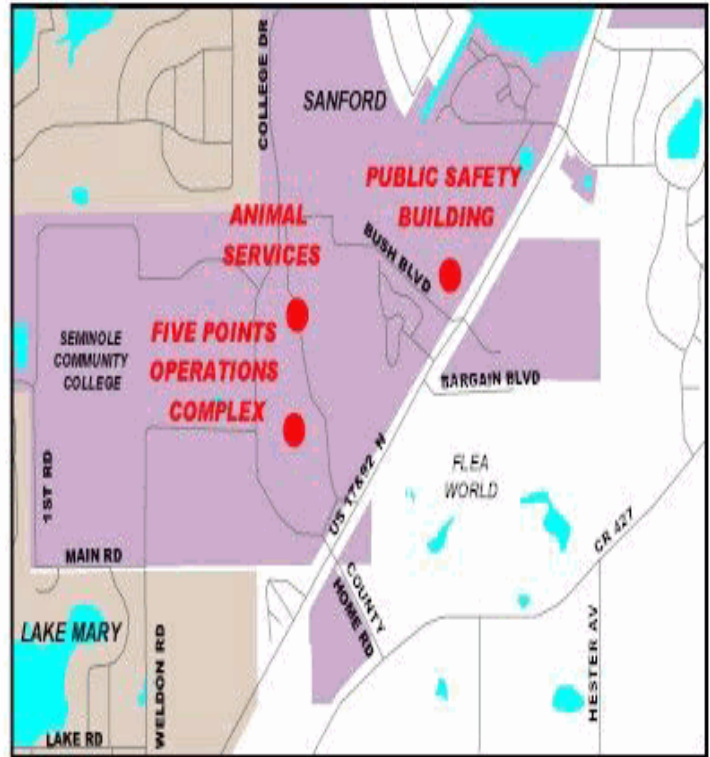 COLLEGE DR
SANFORD
PUBLIC SAFETY
BUILDING
ANIMAL
SERVICES
BUSH BLVD
SEMINOLE
COMMUNITY
COLLEGE
FIVE POINTS
OPERATIONS
COMPLEX
BARGAIN BLVD
FLEA
WORLD
1ST RD
US 17&92 N
CR 427
MAIN RD
COUNTY
HOME RD
LAKE MARY
WELDON RD
HESTER AV
LAKE RD